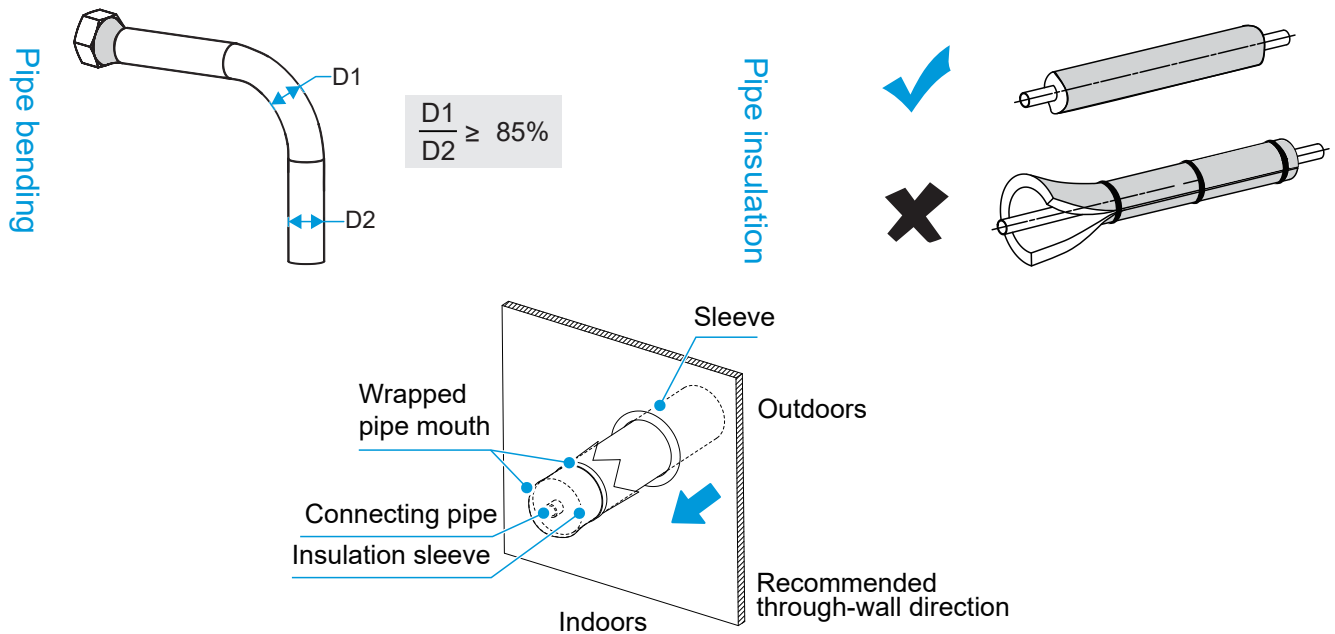 Pipe bending
D1
D1
D2
≥ 85%
D2
Pipe insulation
Sleeve
Wrapped
pipe mouth
Outdoors
Connecting pipe
Insulation sleeve
Recommended
through-wall direction
Indoors